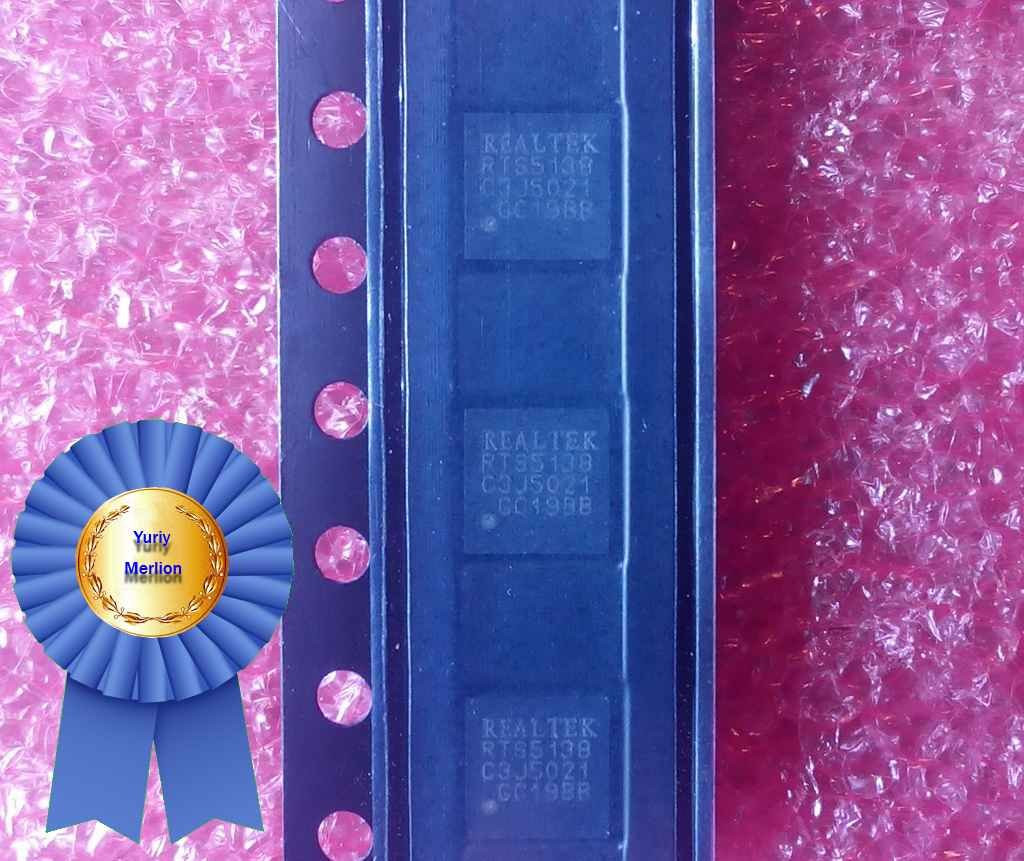 REALTEK
RTS5138
C3J5021
GC19BB
REALTEK
RTS5138
C3J5021
GC19BB
REALTEK
RTS5138
C3J5021
GC19BB
Yuriy
Merlion